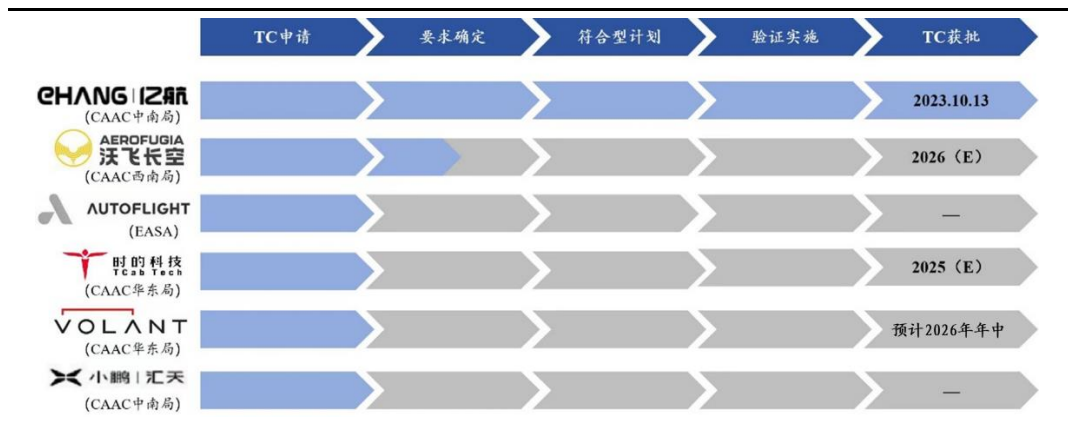 TC申请 要求确定 符合型计划 验证实施 TC获批
EHANG 亿航
(CAAC中南局)
2023.10.13
AEROFUGIA
沃飞长空
(CAAC西南局)
2026（E）
AUTOFLIGHT
(EASA)
—
时的科技
TCab Tech
(CAAC华东局)
2025（E）
VOLANT
(CAAC华东局)
预计2026年年中
小鹏 汇天
(CAAC中南局)
—